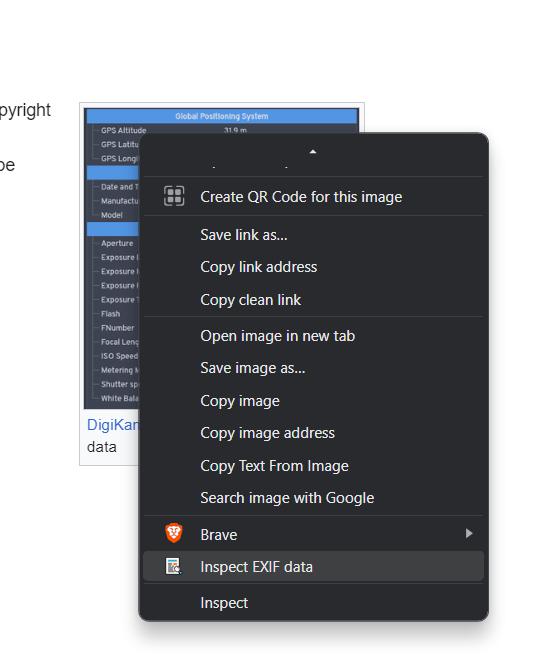 pyright
be
Global Positioning System
GPS Altitude 31.9 m
GPS Latitu
GPS Longi
Date and T
Manufactu
Model
Aperture
Exposure
Exposure
Exposure
Exposure T
Flash
FNumber
Focal Leng
ISO Speed
Metering M
Shutter sp
White Bala
DigiKam
data
Create QR Code for this image
Save link as...
Copy link address
Copy clean link
Open image in new tab
Save image as...
Copy image
Copy image address
Copy Text From Image
Search image with Google
Brave
Inspect EXIF data
Inspect